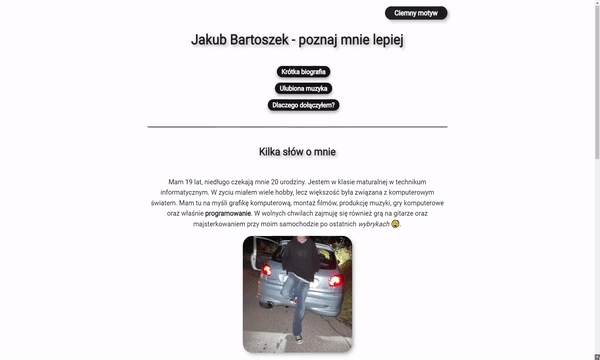 Ciemny motyw
Jakub Bartoszek - poznaj mnie lepiej
Krótka biografia
Ulubiona muzyka
Dlaczego dołączyłem?
Kilka słów o mnie
Mam 19 lat, niedługo czekają mnie 20 urodziny. Jestem w klasie maturalnej w technikum
informatycznym. W życiu miałem wiele hobby, lecz większość była związana z komputerowym
światem. Mam tu na myśli grafikę komputerową, montaż filmów, produkcję muzyki, gry komputerowe
oraz właśnie programowanie. W wolnych chwilach zajmuję się również grą na gitarze oraz
majsterkowaniem przy moim samochodzie po ostatnich wybrykach 😰.